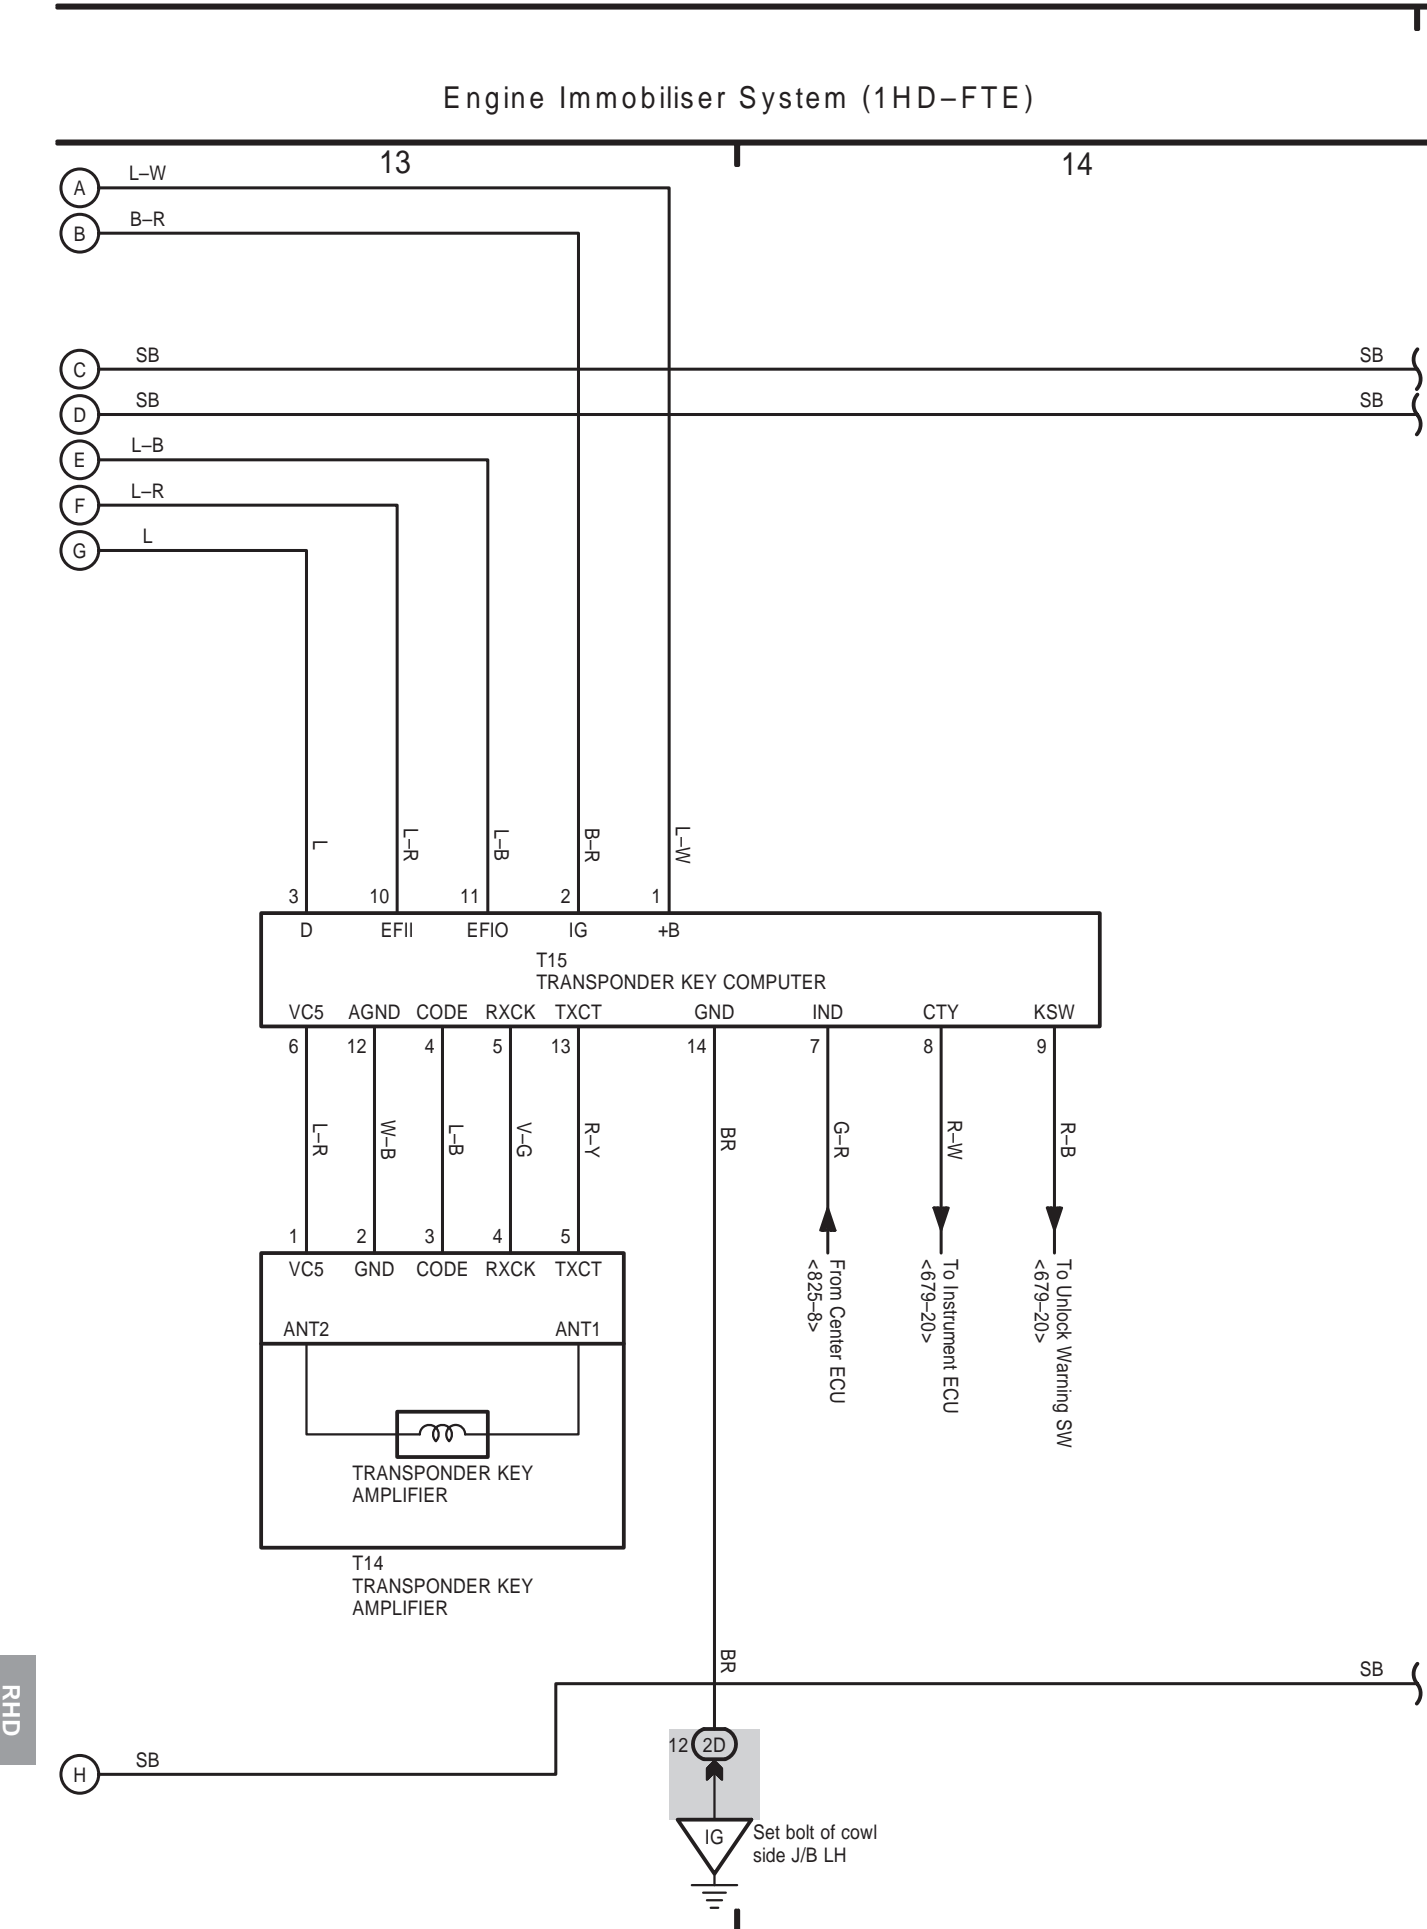 Engine Immobiliser System (1HD–FTE)
13
14
A
L–W
B
B–R
C
SB
SB
D
SB
SB
E
L–B
F
L–R
G
L
L
L–R
L–B
B–R
L–W
3
10
11
2
1
D
EFII
EFIO
IG
+B
T15
TRANSPONDER KEY COMPUTER
VC5
AGND
CODE
RXCK
TXCT
GND
IND
CTY
KSW
6
12
4
5
13
14
7
8
9
L–R
W–B
L–B
V–G
R–Y
BR
G–R
R–W
R–B
1
2
3
4
5
VC5
GND
CODE
RXCK
TXCT
From Center ECU
<825–8>
To Instrument ECU
<679–20>
To Unlock Warning SW
<679–20>
ANT2
ANT1
TRANSPONDER KEY
AMPLIFIER
T14
TRANSPONDER KEY
AMPLIFIER
BR
SB
RHD
12
2D
H
SB
IG
Set bolt of cowl
side J/B LH